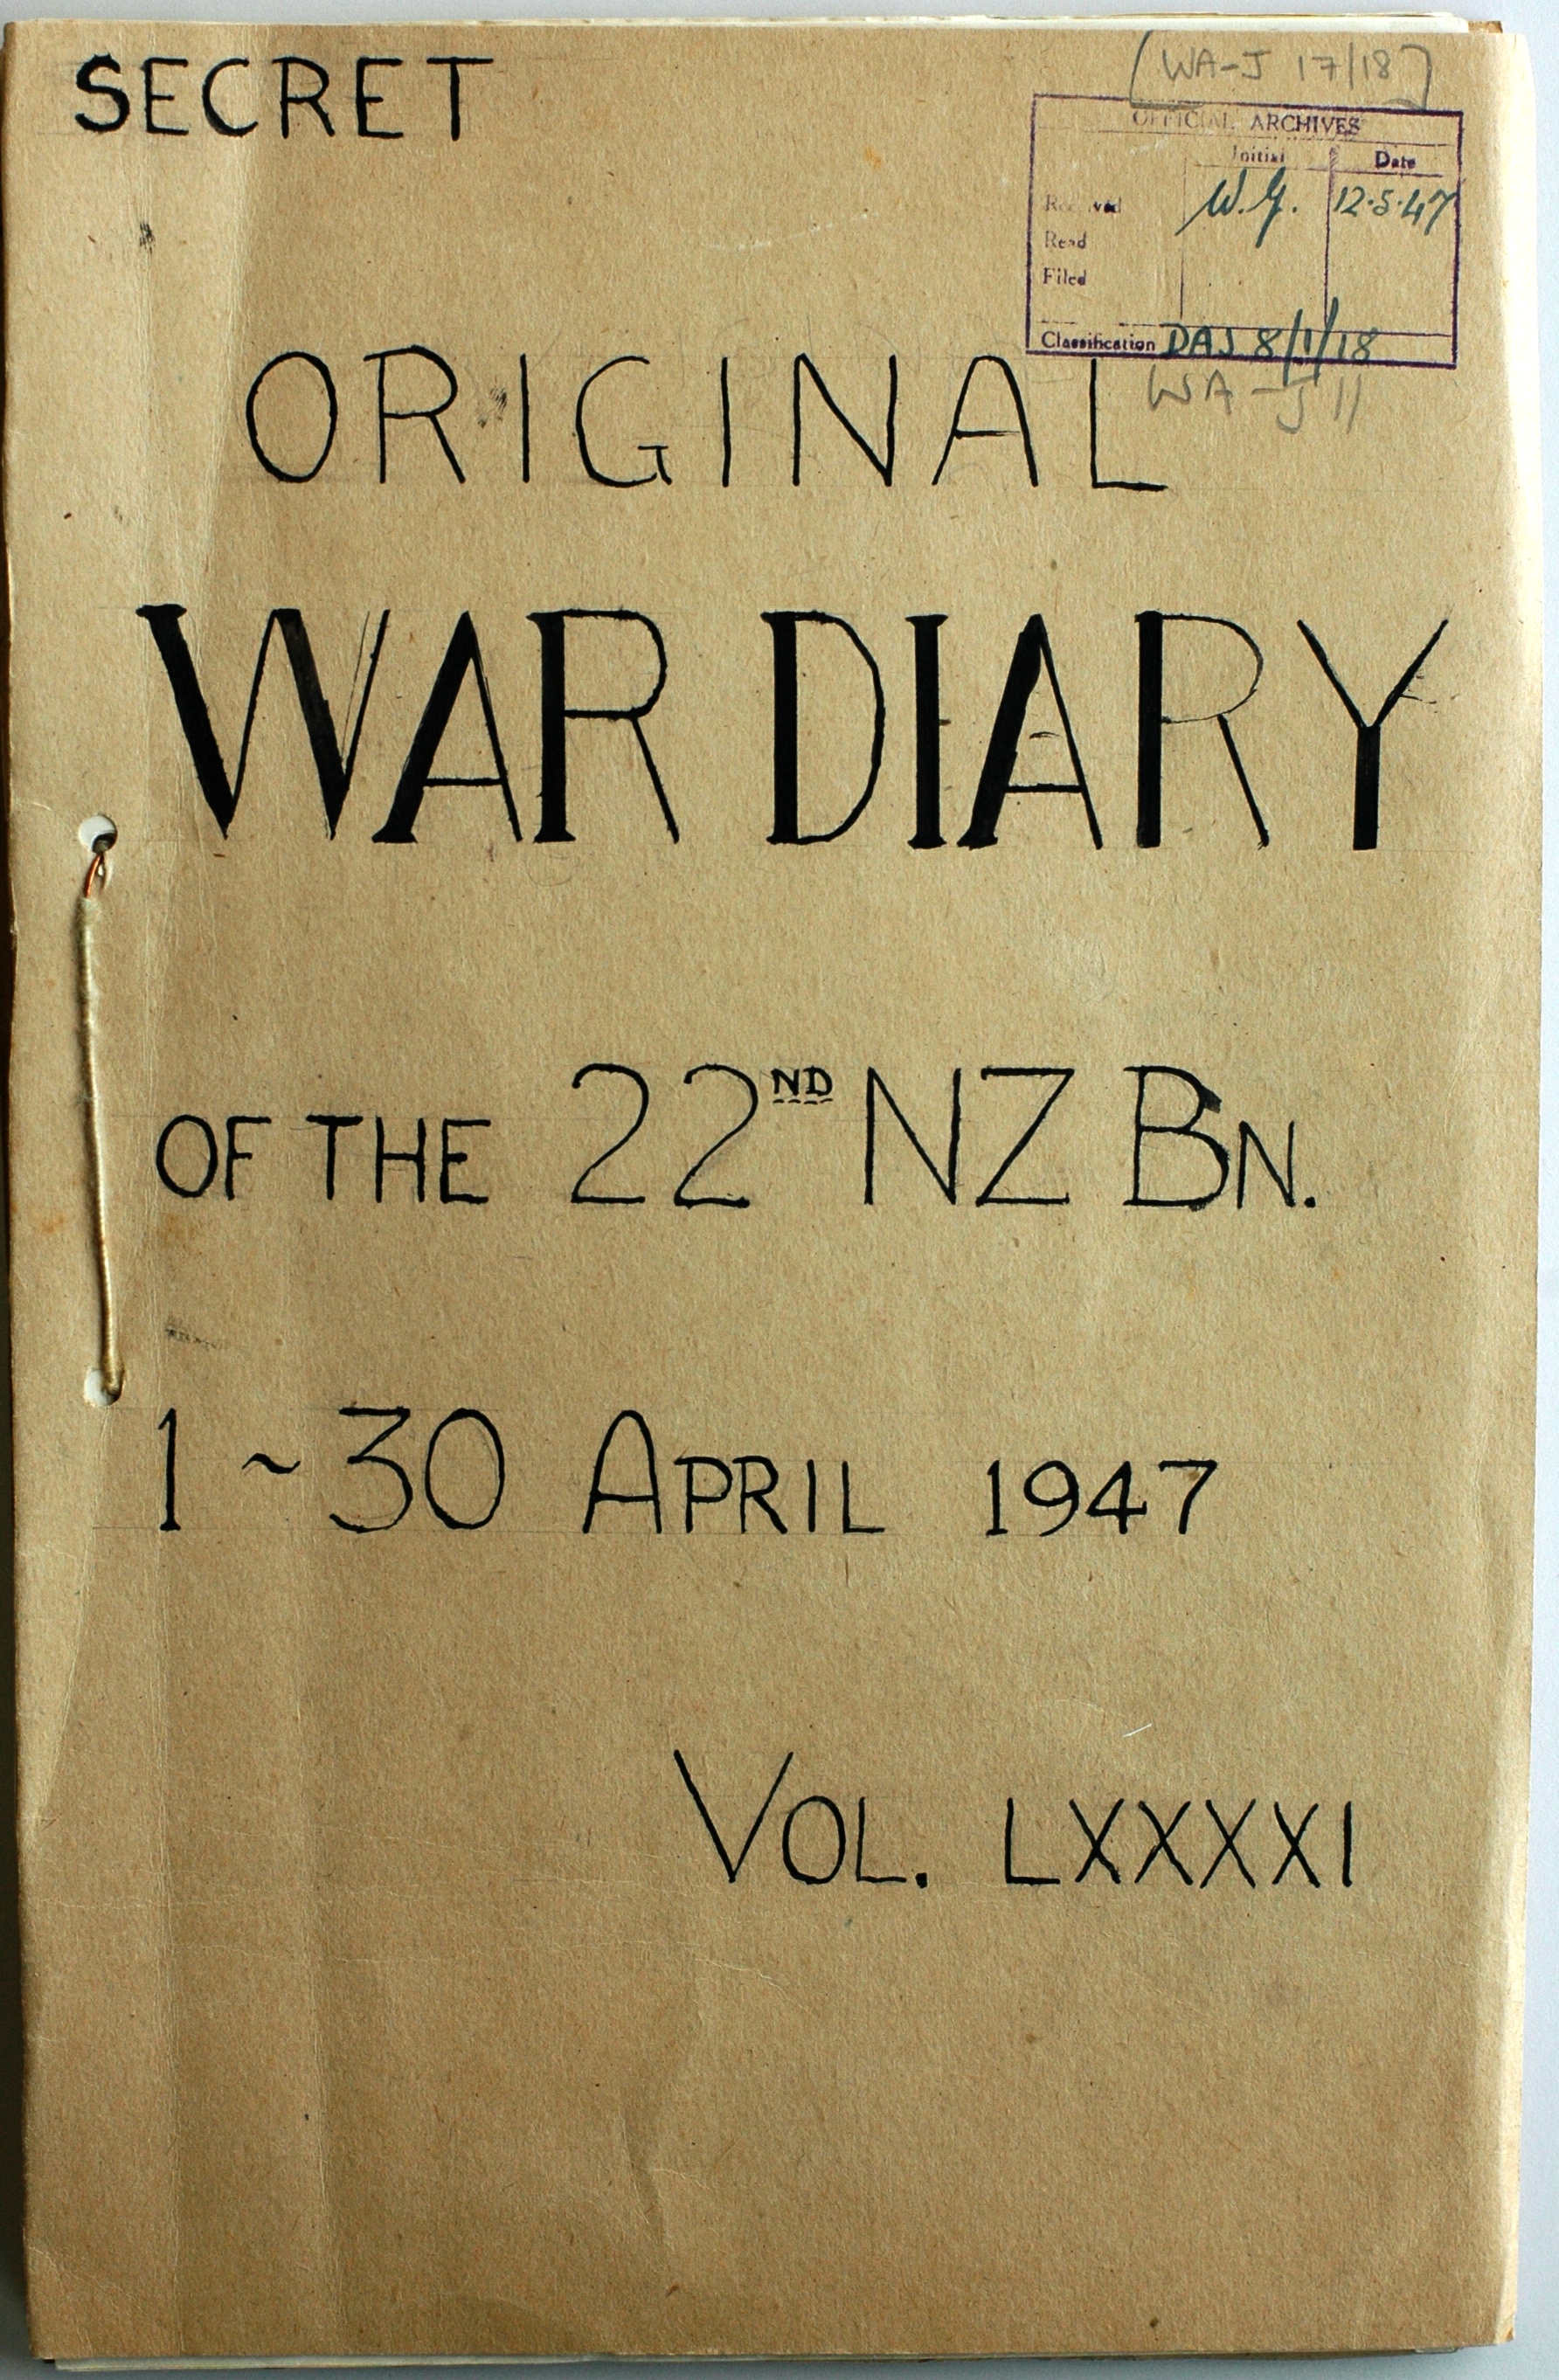 SECRET
[WA-J 17/18]
OFFICIAL ARCHIVES
Initial Date
Received W.G. 12·5·47
Read
Filed
Classification DAJ 8/1/18
WA-J 11
ORIGINAL
WAR DIARY
OF THE 22ND NZ BN.
1 ~ 30 APRIL 1947
VOL. LXXXXI